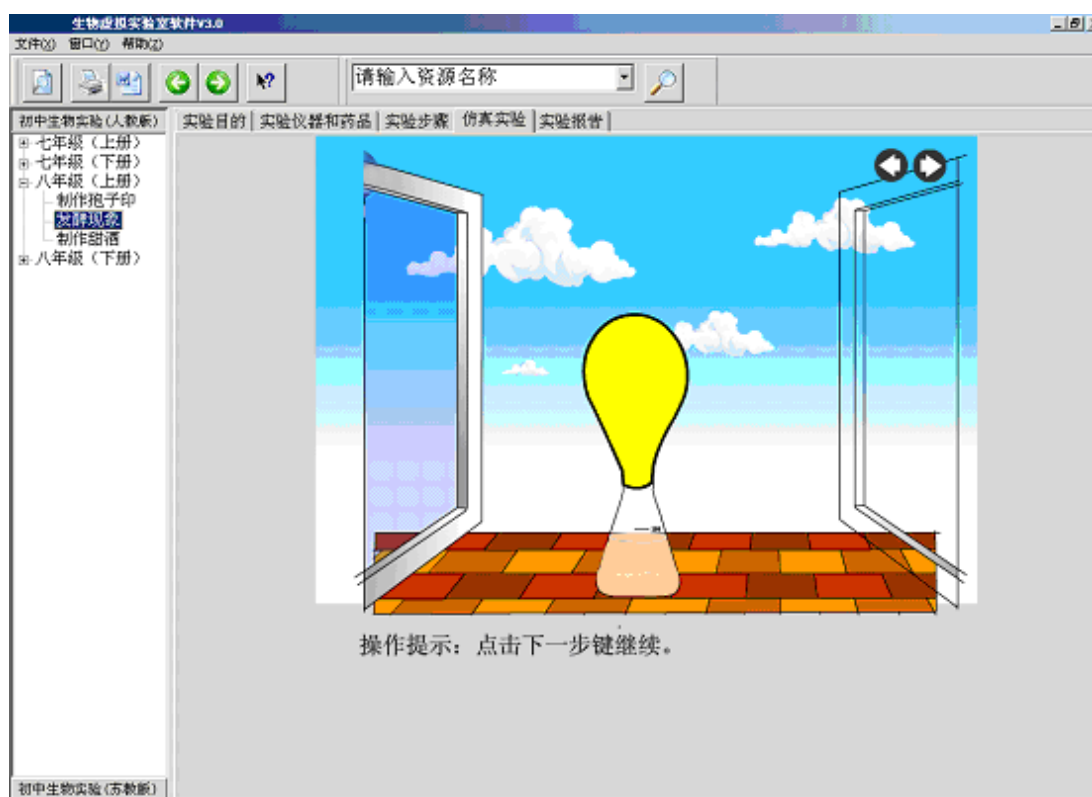 生物虚拟实验室软件V3.0
文件(X) 窗口(Y) 帮助(Z)
请输入资源名称
初中生物实验(人教版)
实验目的 实验仪器和药品 实验步骤 仿真实验 实验报告
七年级（上册）
七年级（下册）
八年级（上册）
制作孢子印
发酵现象
制作甜酒
八年级（下册）
操作提示：点击下一步键继续。
初中生物实验(苏教版)